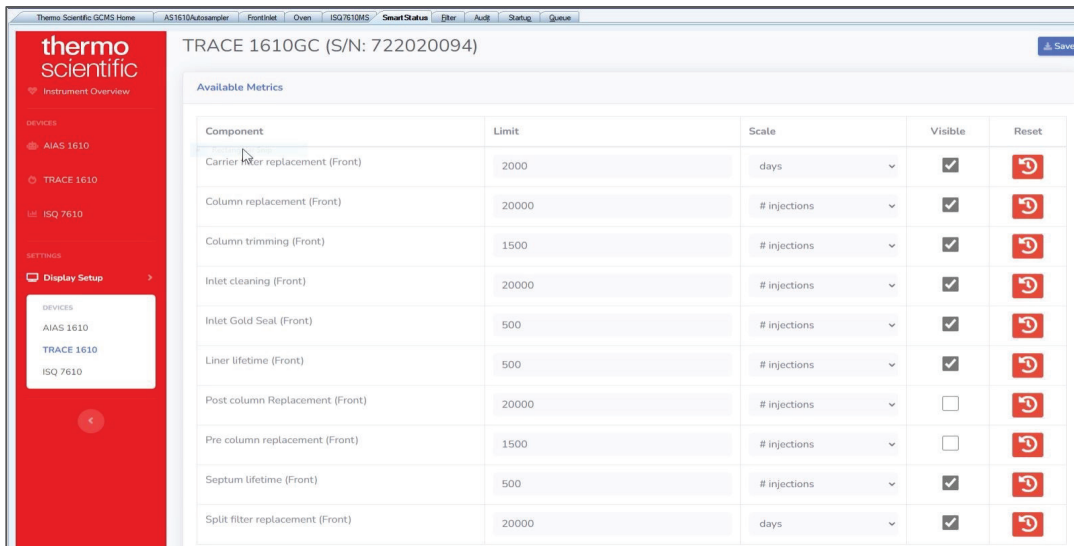 Thermo Scientific GCMS Home AS1610Autosampler FrontInlet Oven ISQ7610MS SmartStatus Filter Audit Startup Queue
thermo
scientific
Instrument Overview
DEVICES
AIAS 1610
TRACE 1610
ISQ 7610
SETTINGS
Display Setup
DEVICES
AIAS 1610
TRACE 1610
ISQ 7610
TRACE 1610GC (S/N: 722020094)
Save
Available Metrics
Component Limit Scale Visible Reset
Carrier filter replacement (Front) 2000 days
Column replacement (Front) 20000 # injections
Column trimming (Front) 1500 # injections
Inlet cleaning (Front) 20000 # injections
Inlet Gold Seal (Front) 500 # injections
Liner lifetime (Front) 500 # injections
Post column Replacement (Front) 20000 # injections
Pre column replacement (Front) 1500 # injections
Septum lifetime (Front) 500 # injections
Split filter replacement (Front) 20000 days